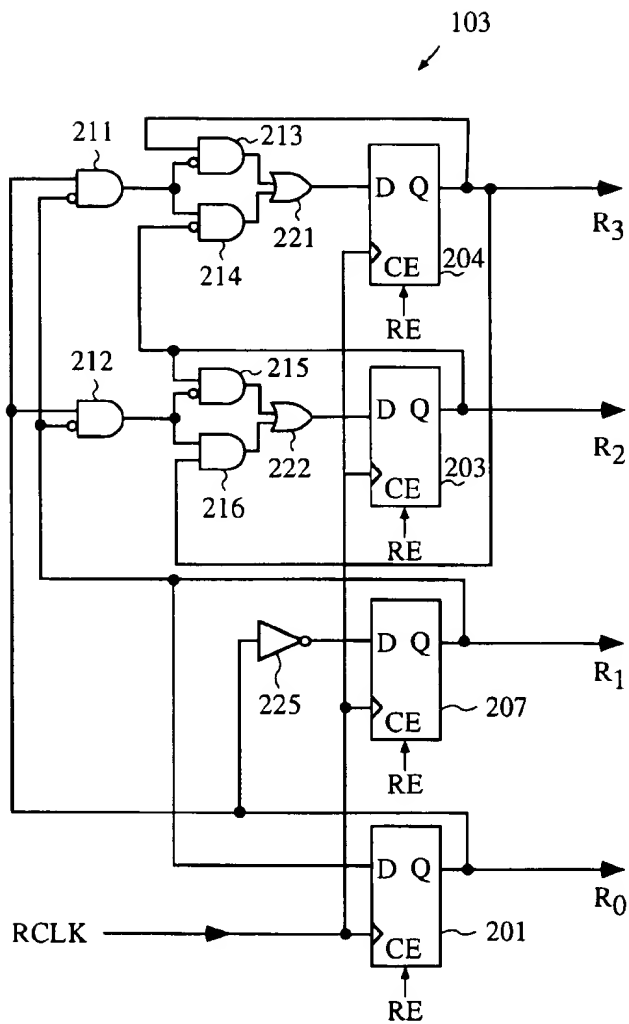 103
211
213
221
214
D Q
CE
204
RE
R3
212
215
222
216
D Q
CE
203
RE
R2
225
D Q
CE
207
RE
R1
D Q
CE
201
RE
R0
RCLK